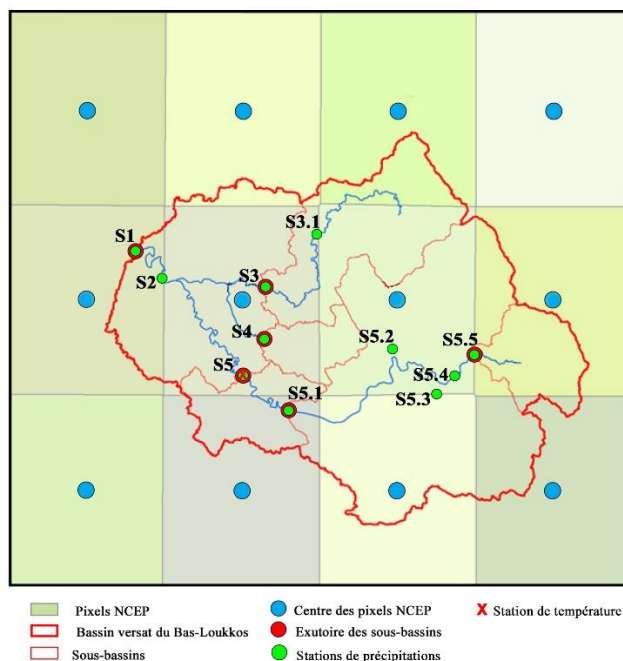 S3.1
S1
S2
S3
S4
S5.2
S5.5
S5
S5.4
S5.3
S5.1
Pixels NCEP
Centre des pixels NCEP
X Station de température
Bassin versat du Bas-Loukkos
Exutoire des sous-bassins
Sous-bassins
Stations de précipitations